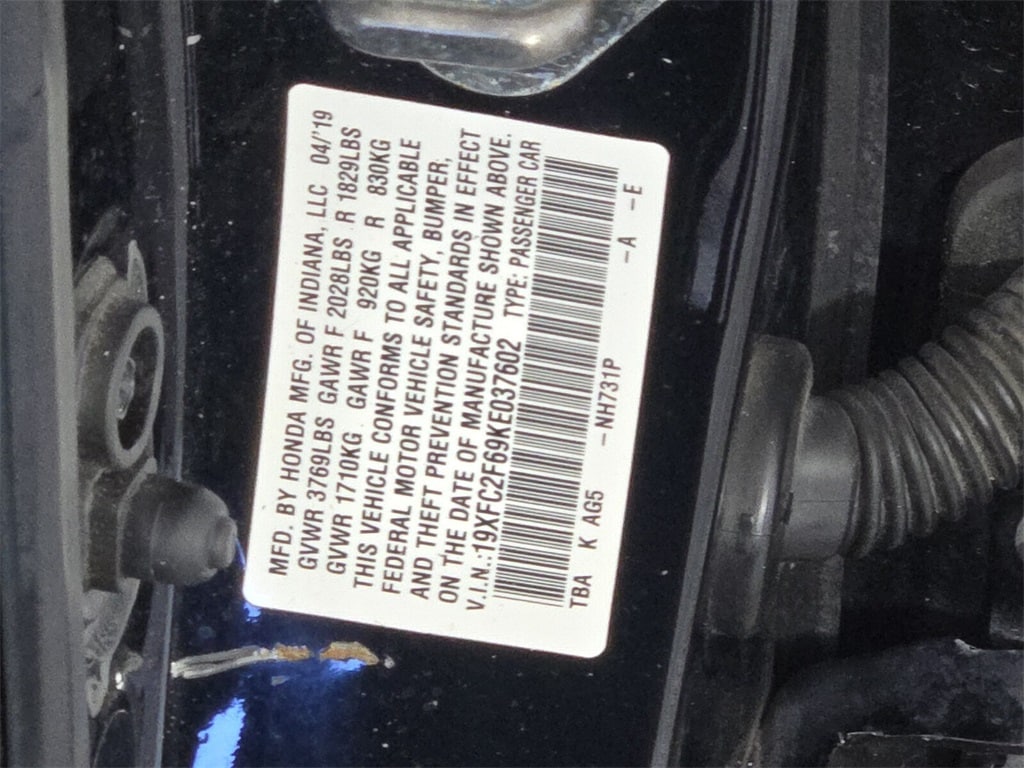 MFD. BY HONDA MFG. OF INDIANA, LLC 04/'19
GVWR 3769LBS GAWR F 2028LBS R 1829LBS
GVWR 1710KG GAWR F 920KG R 830KG
THIS VEHICLE CONFORMS TO ALL APPLICABLE
FEDERAL MOTOR VEHICLE SAFETY, BUMPER,
AND THEFT PREVENTION STANDARDS IN EFFECT
ON THE DATE OF MANUFACTURE SHOWN ABOVE.
V.I.N.:19XFC2F69KE037602 TYPE: PASSENGER CAR
TBA K AG5 -NH731P -A -E